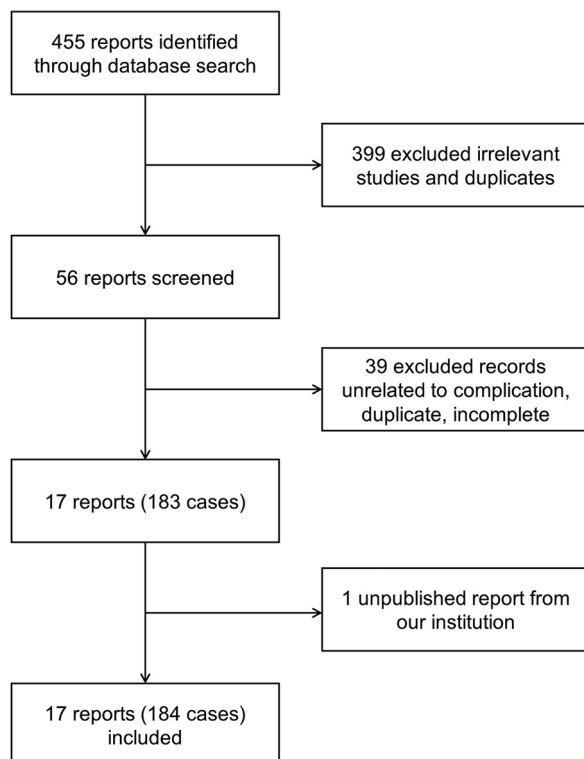 455 reports identified
through database search
399 excluded irrelevant
studies and duplicates
56 reports screened
39 excluded records
unrelated to complication,
duplicate, incomplete
17 reports (183 cases)
1 unpublished report from
our institution
17 reports (184 cases)
included